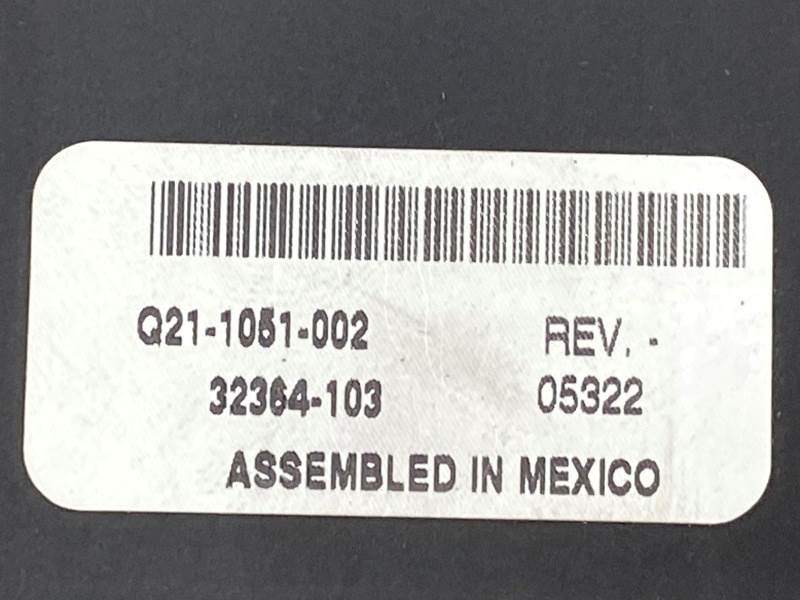 Q21-1051-002 REV. -
32364-103 05322
ASSEMBLED IN MEXICO